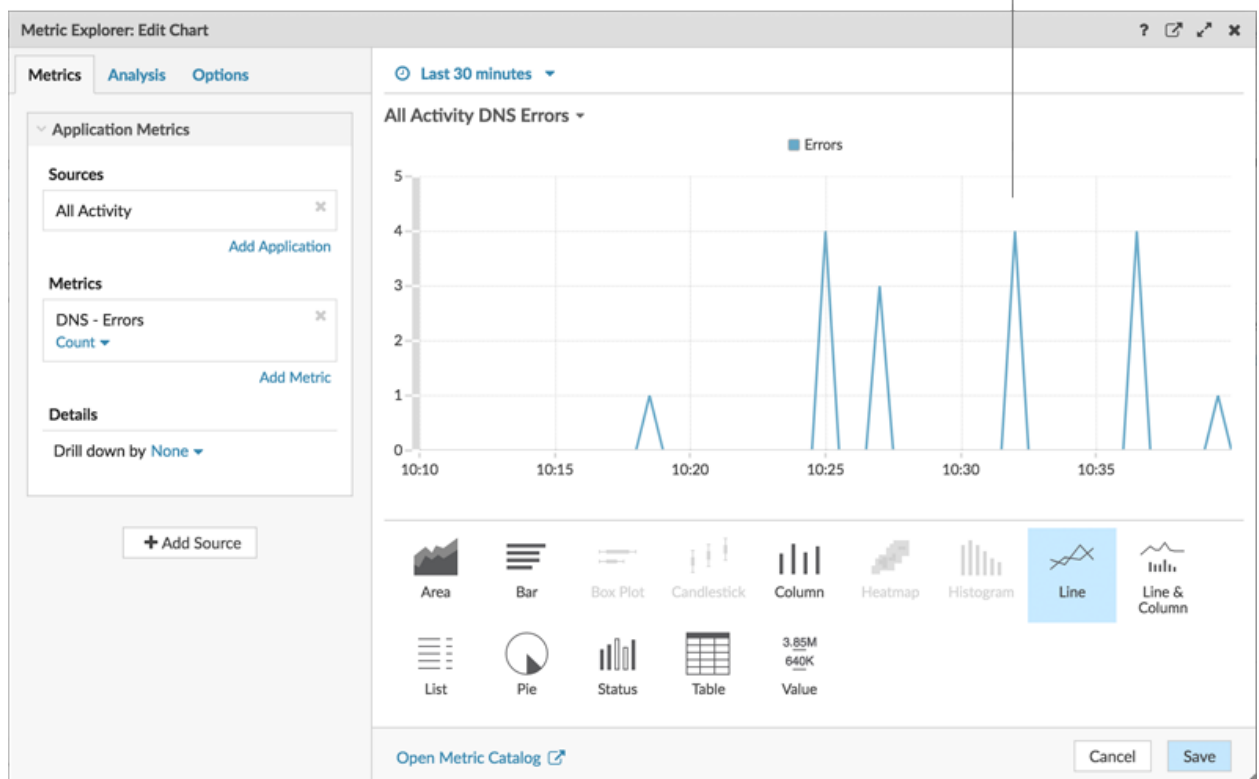 Metric Explorer: Edit Chart
?
Metrics Analysis Options
Last 30 minutes
Application Metrics
Sources
All Activity
Add Application
Metrics
DNS - Errors
Count
Add Metric
Details
Drill down by None
+ Add Source
All Activity DNS Errors
Errors
5
4
3
2
1
0
10:10 10:15 10:20 10:25 10:30 10:35
Area Bar Box Plot Candlestick Column Heatmap Histogram Line Line &
Column
3.85M
640K
List Pie Status Table Value
Open Metric Catalog
Cancel Save